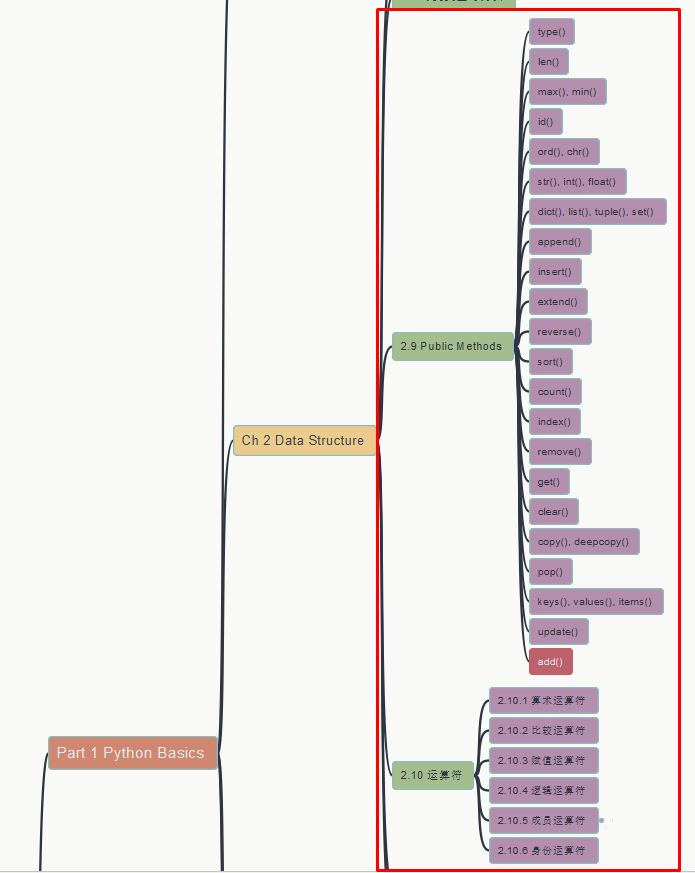 type()
len()
max(), min()
id()
ord(), chr()
str(), int(), float()
dict(), list(), tuple(), set()
append()
insert()
extend()
reverse()
2.9 Public Methods
sort()
count()
index()
Ch 2 Data Structure
remove()
get()
clear()
copy(), deepcopy()
pop()
keys(), values(), items()
update()
add()
2.10.1 算术运算符
2.10.2 比较运算符
Part 1 Python Basics
2.10.3 赋值运算符
2.10 运算符
2.10.4 逻辑运算符
2.10.5 成员运算符
2.10.6 身份运算符